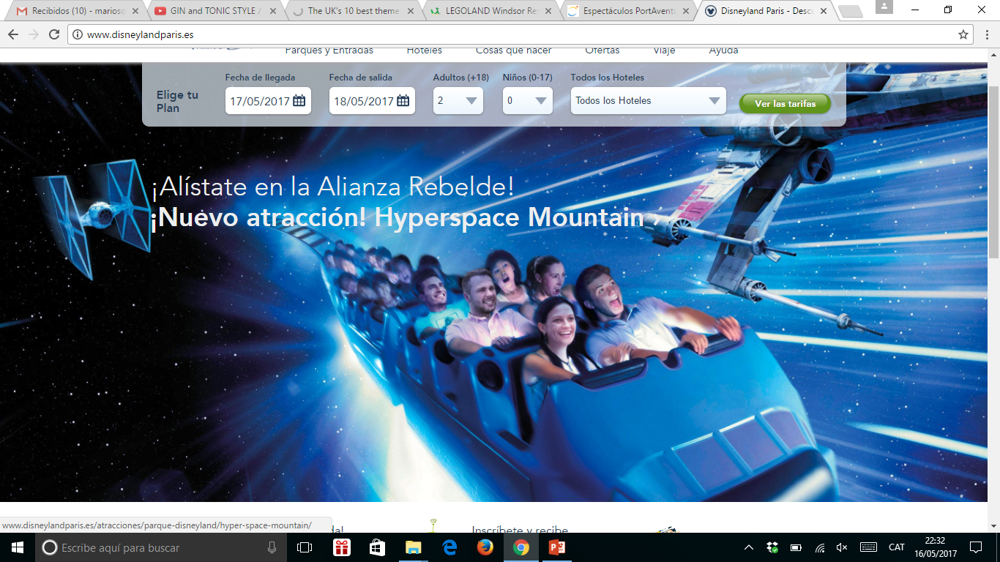 Recibidos (10) - marioso
GIN and TONIC STYLE /
The UK's 10 best theme
LEGOLAND Windsor Res
Espectáculos PortAventu
Disneyland Paris - Descu
www.disneylandparis.es
Parques y Entradas Hoteles Cosas que hacer Ofertas Viaje Ayuda
Elige tu
Plan
Fecha de llegada Fecha de salida Adultos (+18) Niños (0-17) Todos los Hoteles
17/05/2017 18/05/2017 2 0 Todos los Hoteles Ver las tarifas
¡Alístate en la Alianza Rebelde!
¡Nuevo atracción! Hyperspace Mountain
Inscríbete y recibe
www.disneylandparis.es/atracciones/parque-disneyland/hyper-space-mountain/
Escribe aquí para buscar
CAT
22:32
16/05/2017